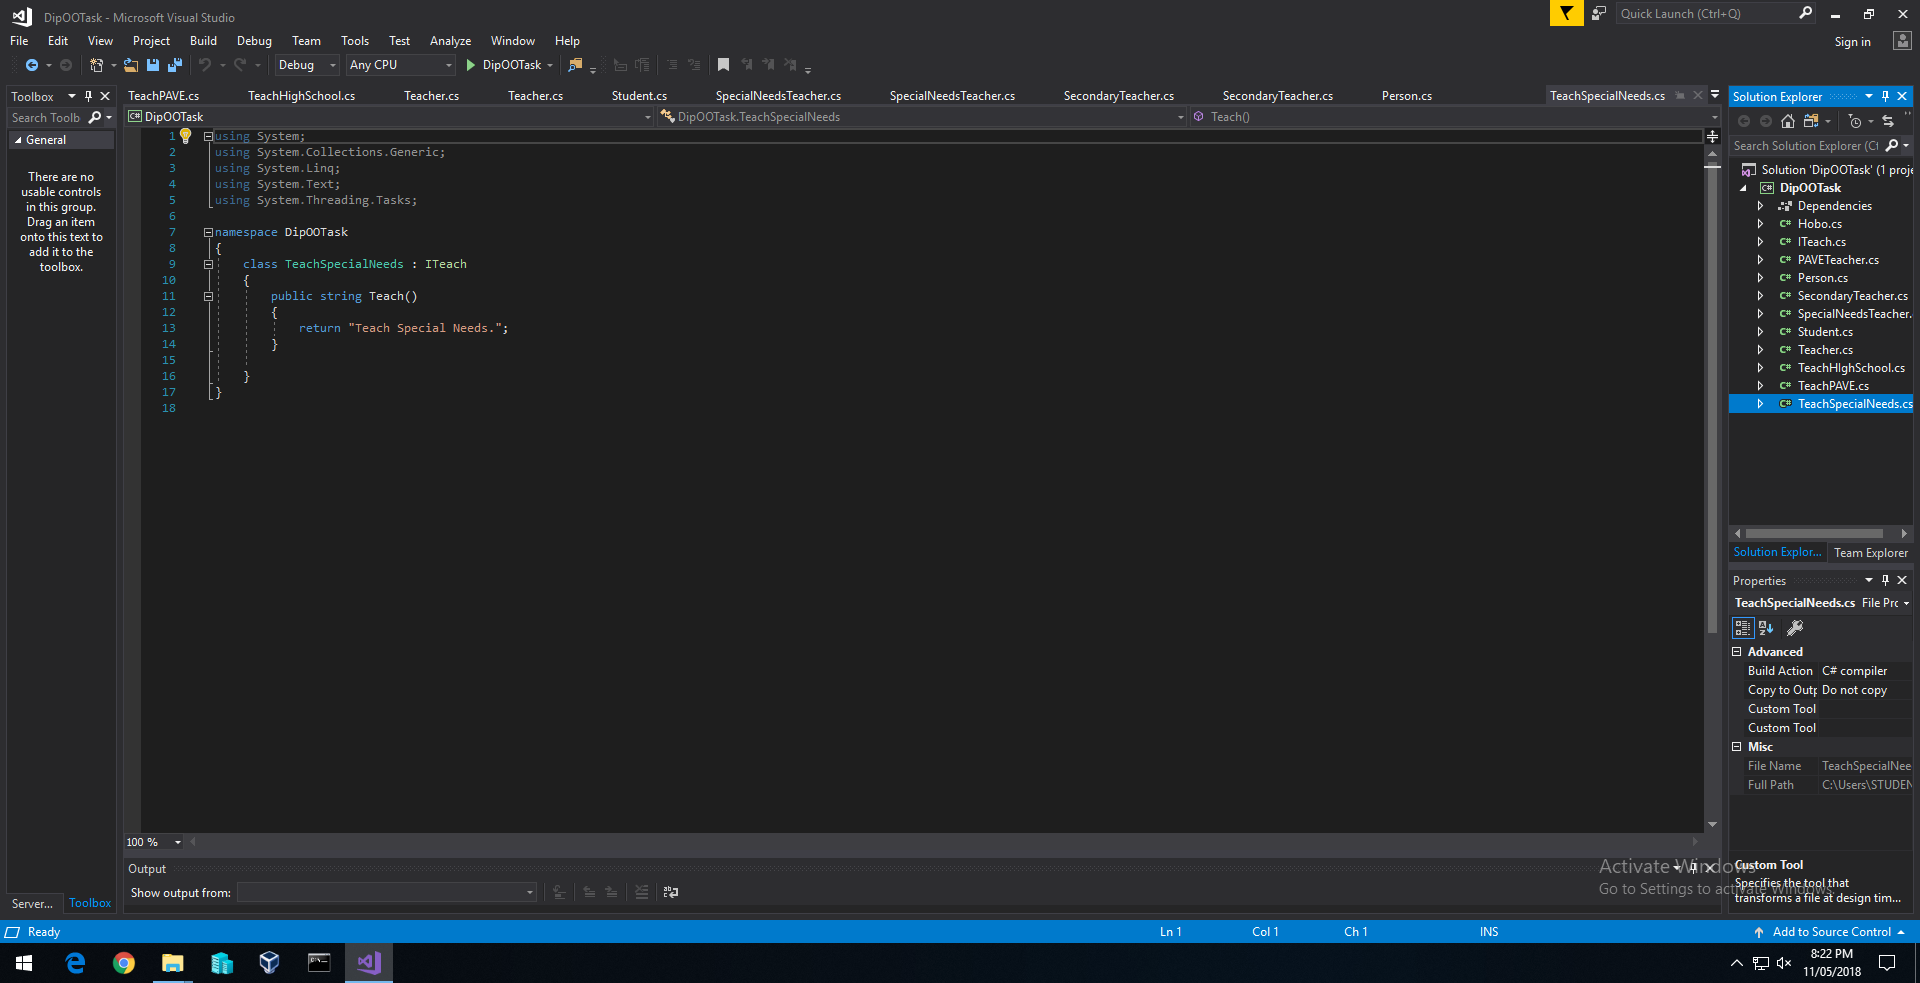 DipOOTask - Microsoft Visual Studio
Quick Launch (Ctrl+Q)
File Edit View Project Build Debug Team Tools Test Analyze Window Help
Sign in
Debug Any CPU DipOOTask
Toolbox
Search Toolb
General
There are no
usable controls
in this group.
Drag an item
onto this text to
add it to the
toolbox.
Server... Toolbox
TeachPAVE.cs TeachHighSchool.cs Teacher.cs Teacher.cs Student.cs SpecialNeedsTeacher.cs SpecialNeedsTeacher.cs SecondaryTeacher.cs SecondaryTeacher.cs Person.cs TeachSpecialNeeds.cs
DipOOTask DipOOTask.TeachSpecialNeeds Teach()
1 using System;
2 using System.Collections.Generic;
3 using System.Linq;
4 using System.Text;
5 using System.Threading.Tasks;
6
7 namespace DipOOTask
8 {
9 class TeachSpecialNeeds : ITeach
10 {
11 public string Teach()
12 {
13 return "Teach Special Needs.";
14 }
15
16 }
17 }
18
100 %
Output
Show output from:
Solution Explorer
Search Solution Explorer (Ct
Solution 'DipOOTask' (1 proje
DipOOTask
Dependencies
Hobo.cs
ITeach.cs
PAVETeacher.cs
Person.cs
SecondaryTeacher.cs
SpecialNeedsTeacher.
Student.cs
Teacher.cs
TeachHIghSchool.cs
TeachPAVE.cs
TeachSpecialNeeds.cs
Solution Explor... Team Explorer
Properties
TeachSpecialNeeds.cs File Prc
Advanced
Build Action C# compiler
Copy to Outp Do not copy
Custom Tool
Custom Tool
Misc
File Name TeachSpecialNee
Full Path C:\Users\STUDEN
Custom Tool
Specifies the tool that
transforms a file at design tim...
Activate Windows
Go to Settings to activate Windows.
Ready Ln 1 Col 1 Ch 1 INS Add to Source Control
8:22 PM
11/05/2018